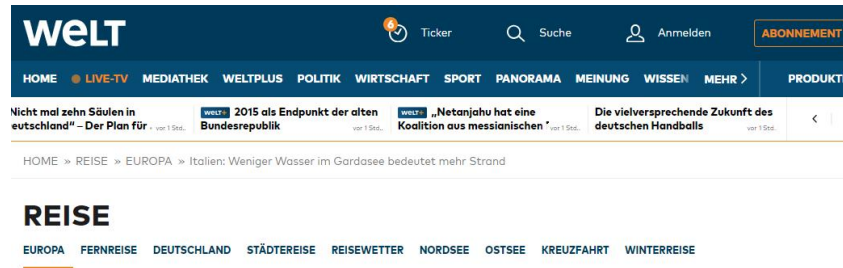 welt
6
Ticker
Suche
Anmelden
ABONNEMENT
HOME LIVE-TV MEDIATHEK WELTPLUS POLITIK WIRTSCHAFT SPORT PANORAMA MEINUNG WISSEN MEHR PRODUKT
Nicht mal zehn Säulen in
eutschland“ – Der Plan für . vor 1 Std.
welt+ 2015 als Endpunkt der alten
Bundesrepublik vor 1 Std.
welt+ „Netanjahu hat eine
Koalition aus messianischen vor 1 Std.
Die vielversprechende Zukunft des
deutschen Handballs vor 1 Std.
HOME » REISE » EUROPA » Italien: Weniger Wasser im Gardasee bedeutet mehr Strand
REISE
EUROPA FERNREISE DEUTSCHLAND STÄDTEREISE REISEWETTER NORDSEE OSTSEE KREUZFAHRT WINTERREISE